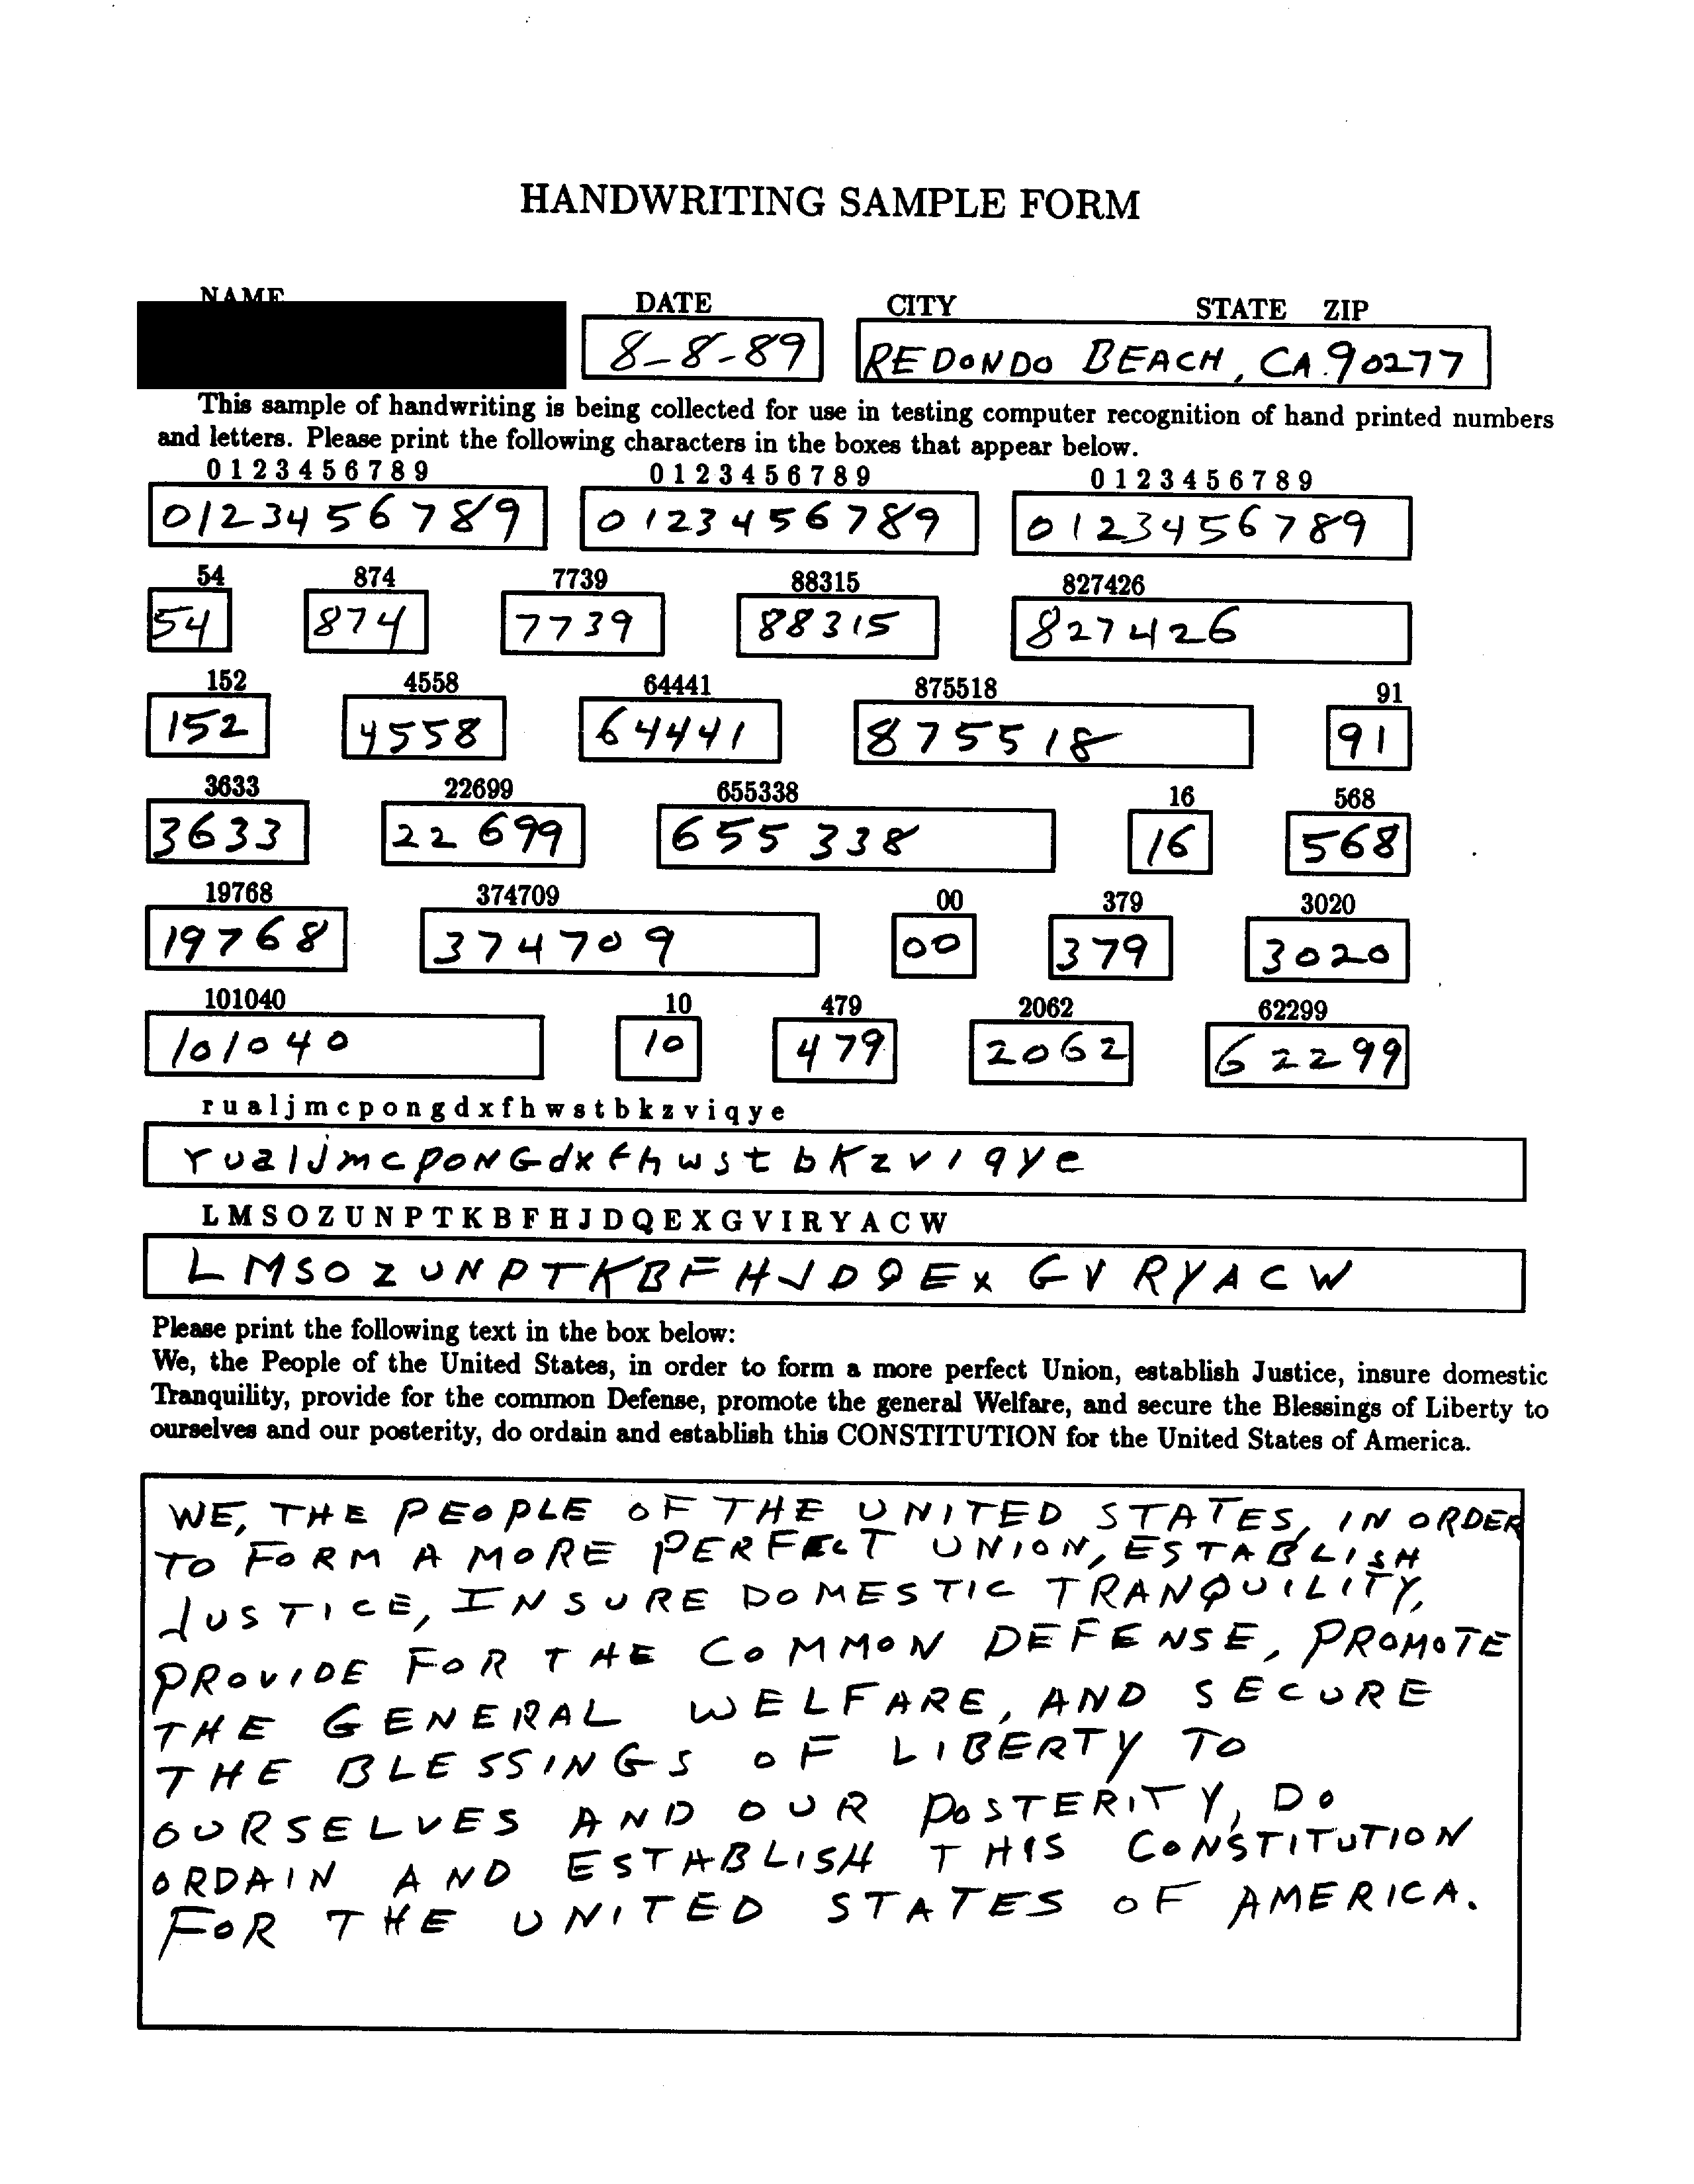 HANDWRITING SAMPLE FORM
NAME DATE CITY STATE ZIP
8-8-89 REDONDO BEACH, CA. 90277
This sample of handwriting is being collected for use in testing computer recognition of hand printed numbers
and letters. Please print the following characters in the boxes that appear below.
0 1 2 3 4 5 6 7 8 9 0 1 2 3 4 5 6 7 8 9 0 1 2 3 4 5 6 7 8 9
0123456789 0123456789 0123456789
54 874 7739 88315 827426
54 874 7739 88315 827426
152 4558 64441 875518 91
152 4558 64441 875518 91
3633 22699 655338 16 568
3633 22699 655338 16 568
19768 374709 00 379 3020
19768 374709 00 379 3020
101040 10 479 2062 62299
101040 10 479 2062 62299
r u a l j m c p o n g d x f h w s t b k z v i q y e
r u a l j m c p o N G d x f h w s t b K z v i q y e
L M S O Z U N P T K B F H J D Q E X G V I R Y A C W
L M S O Z U N P T K B F H J D Q E X G V R Y A C W
Please print the following text in the box below:
We, the People of the United States, in order to form a more perfect Union, establish Justice, insure domestic
Tranquility, provide for the common Defense, promote the general Welfare, and secure the Blessings of Liberty to
ourselves and our posterity, do ordain and establish this CONSTITUTION for the United States of America.
WE, THE PEOPLE OF THE UNITED STATES, IN ORDER
TO FORM A MORE PERFECT UNION, ESTABLISH
JUSTICE, INSURE DOMESTIC TRANQUILITY,
PROVIDE FOR THE COMMON DEFENSE, PROMOTE
THE GENERAL WELFARE, AND SECURE
THE BLESSINGS OF LIBERTY TO
OURSELVES AND OUR POSTERITY, DO
ORDAIN AND ESTABLISH THIS CONSTITUTION
FOR THE UNITED STATES OF AMERICA.